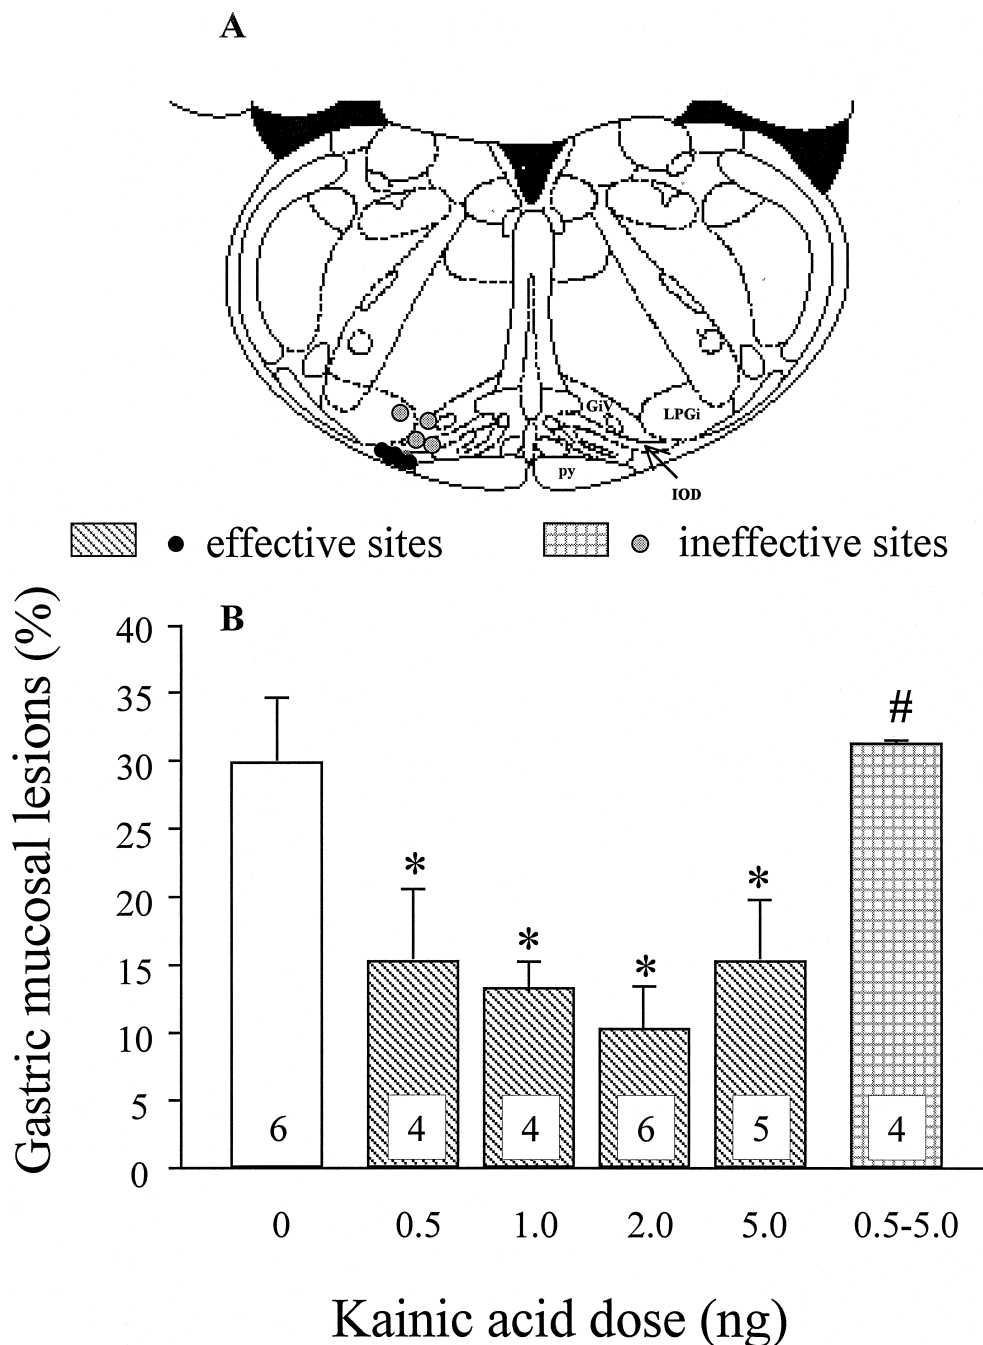 A
GiV
LPGi
py
IOD
effective sites
ineffective sites
B
Gastric mucosal lesions (%)
40
35
30
25
20
15
10
5
0
#
* * * *
6 4 4 6 5 4
0 0.5 1.0 2.0 5.0 0.5-5.0
Kainic acid dose (ng)